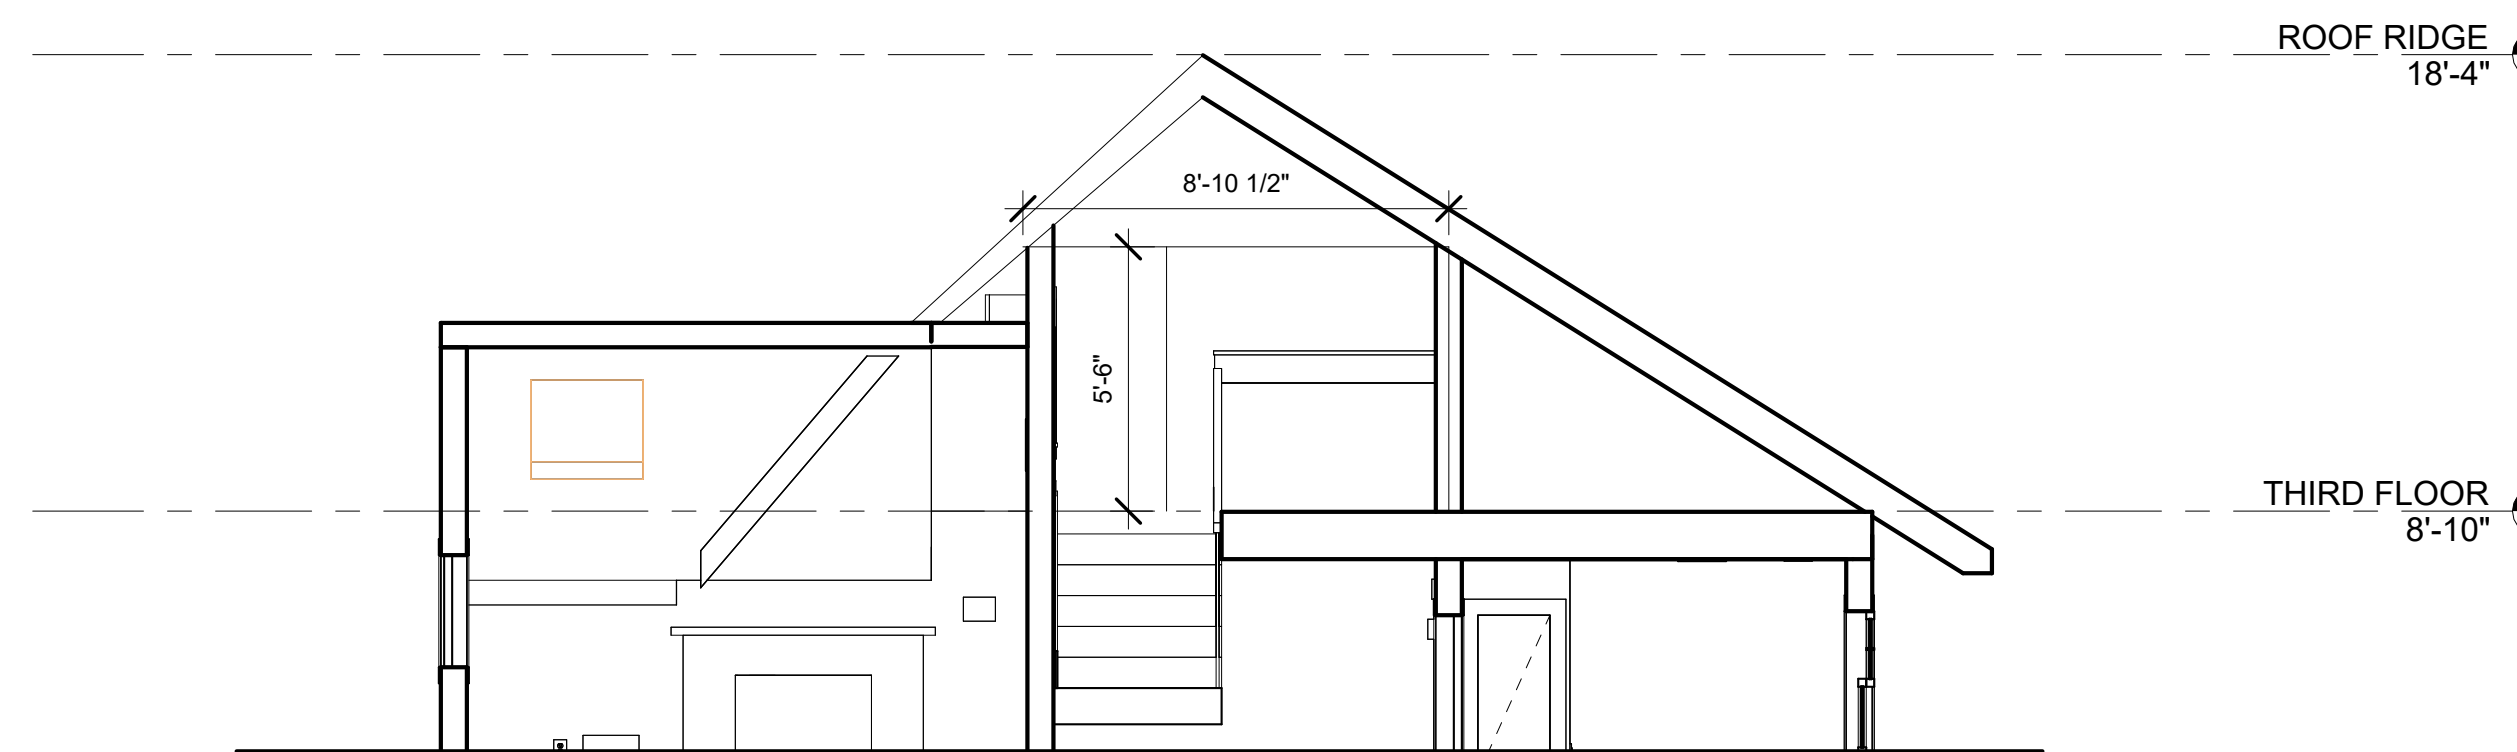 ROOF RIDGE
18'-4"
8'-10 1/2"
5'-6"
THIRD FLOOR
8'-10"